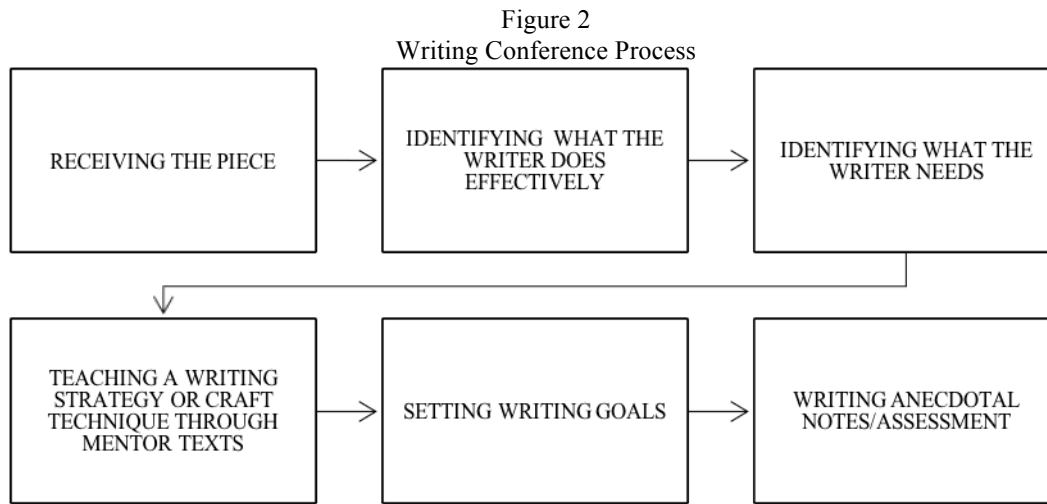 Figure 2
Writing Conference Process
RECEIVING THE PIECE
IDENTIFYING WHAT THE
WRITER DOES
EFFECTIVELY
IDENTIFYING WHAT THE
WRITER NEEDS
TEACHING A WRITING
STRATEGY OR CRAFT
TECHNIQUE THROUGH
MENTOR TEXTS
SETTING WRITING GOALS
WRITING ANECDOTAL
NOTES/ASSESSMENT